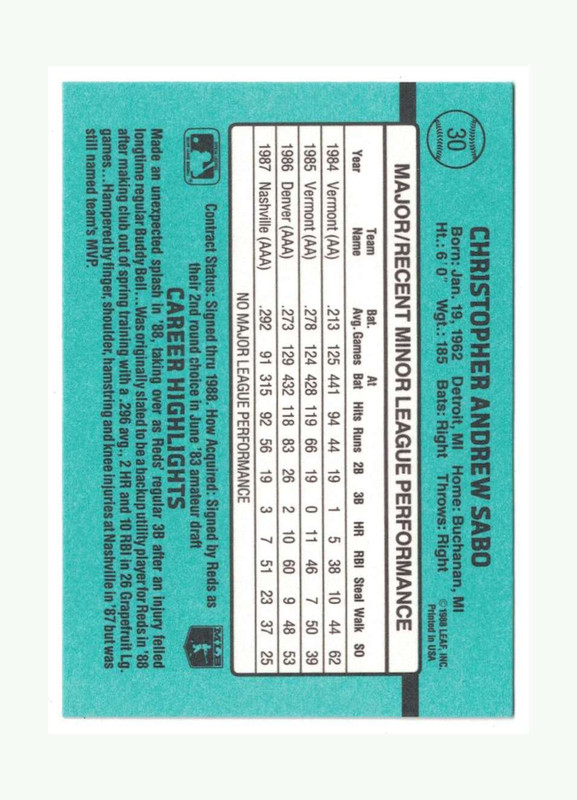 30
CHRISTOPHER ANDREW SABO
Born: Jan. 19, 1962 Detroit, MI Home: Buchanan, MI
Ht.: 6' 0" Wgt.: 185 Bats: Right Throws: Right
©1988 LEAF, INC.
Printed in USA
MAJOR/RECENT MINOR LEAGUE PERFORMANCE
Year Team Name Bat. Avg. Games At Bat Hits Runs 2B 3B HR RBI Steal Walk SO
1984 Vermont (AA) .213 125 441 94 44 19 1 5 38 10 44 62
1985 Vermont (AA) .278 124 428 119 66 19 0 11 46 7 50 39
1986 Denver (AAA) .273 129 432 118 83 26 2 10 60 9 48 53
1987 Nashville (AAA) .292 91 315 92 56 19 3 7 51 23 37 25
NO MAJOR LEAGUE PERFORMANCE
Contract Status: Signed thru 1988. How Acquired: Signed by Reds as
their 2nd round choice in June '83 amateur draft
MLB
CAREER HIGHLIGHTS
Made an unexpected splash in '88, taking over as Reds' regular 3B after an injury felled
longtime regular Buddy Bell...Was originally slated to be a backup utility player for Reds in '88
after making club out of spring training with a .296 avg., 2 HR and 10 RBI in 26 Grapefruit Lg.
games...Hampered by finger, shoulder, hamstring and knee injuries at Nashville in '87 but was
still named team's MVP.